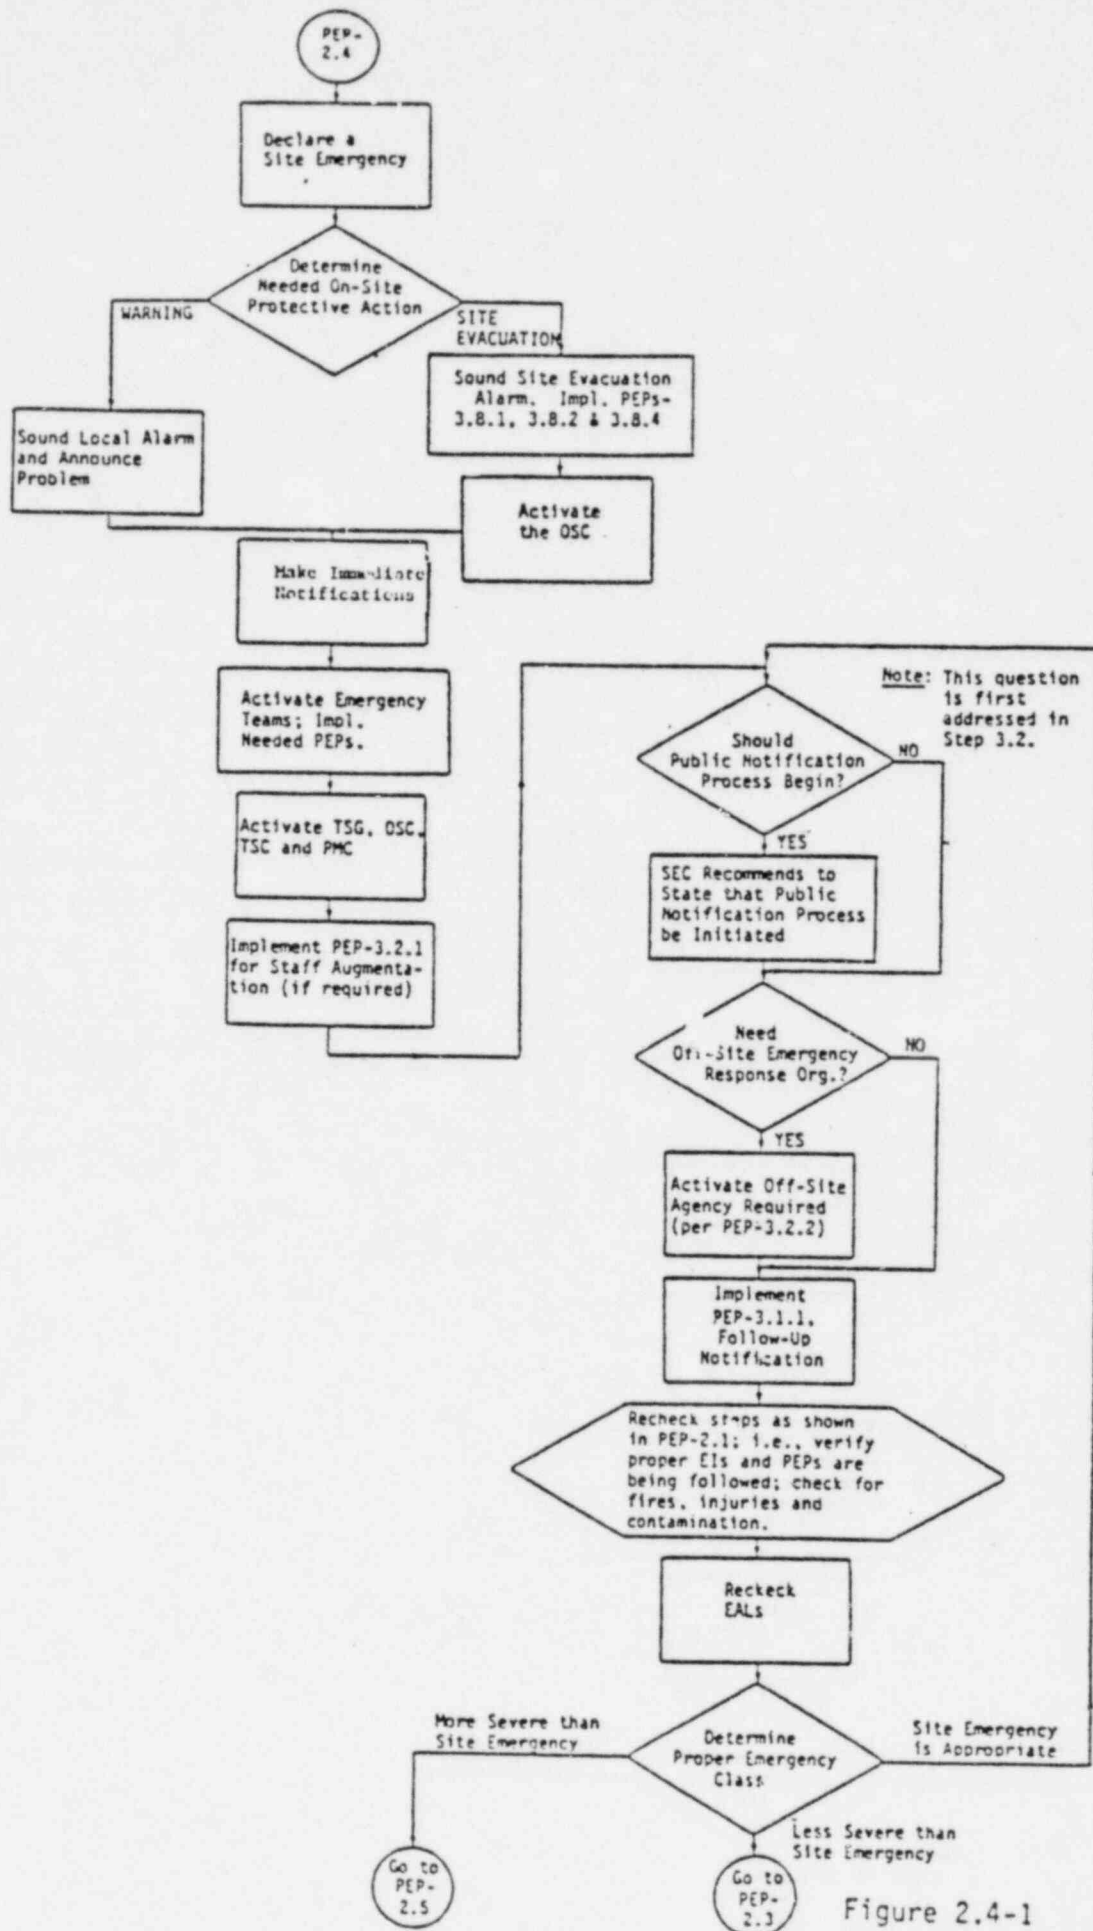 PEP-
2.4
Declare a
Site Emergency
Determine
Needed On-Site
Protective Action
WARNING
SITE
EVACUATION
Sound Site Evacuation
Alarm. Impl. PEPs-
3.8.1, 3.8.2 & 3.8.4
Sound Local Alarm
and Announce
Problem
Activate
the OSC
Make Immediate
Notifications
Activate Emergency
Teams; Impl.
Needed PEPs.
Activate TSG, OSC,
TSC and PMC
Implement PEP-3.2.1
for Staff Augmenta-
tion (if required)
Note: This question
is first
addressed in
Step 3.2.
Should
Public Notification
Process Begin?
NO
YES
SEC Recommends to
State that Public
Notification Process
be Initiated
Need
Off-Site Emergency
Response Org.?
NO
YES
Activate Off-Site
Agency Required
(per PEP-3.2.2)
Implement
PEP-3.1.1,
Follow-Up
Notification
Recheck steps as shown
in PEP-2.1; i.e., verify
proper EIs and PEPs are
being followed; check for
fires, injuries and
contamination.
Reckeck
EALs
Determine
Proper Emergency
Class
More Severe than
Site Emergency
Site Emergency
is Appropriate
Less Severe than
Site Emergency
Go to
PEP-
2.5
Go to
PEP-
2.3
Figure 2.4-1